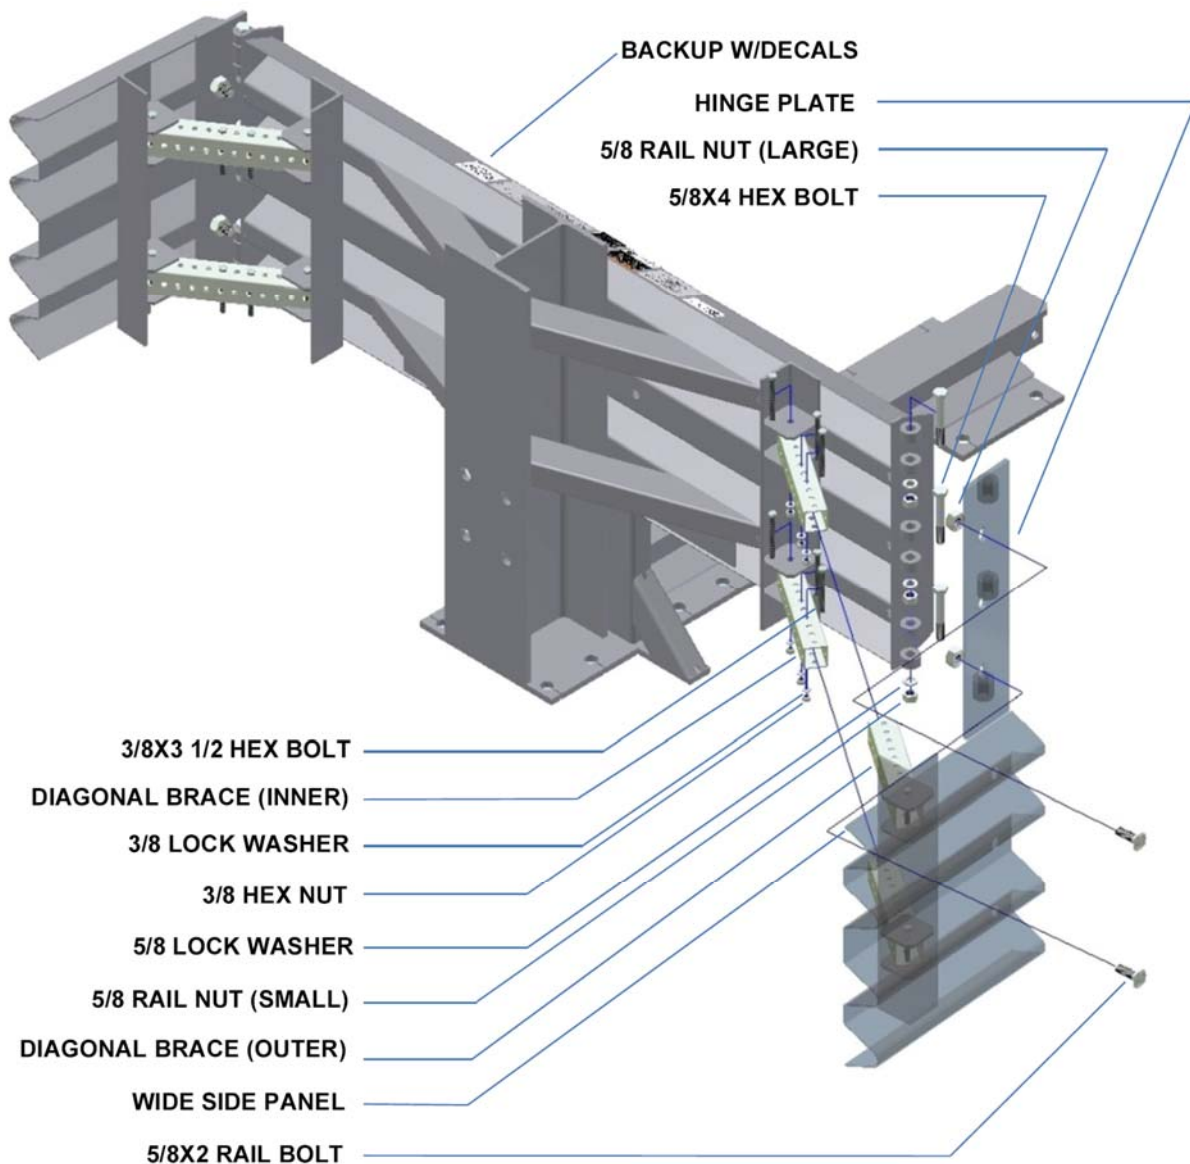 BACKUP W/DECALS
HINGE PLATE
5/8 RAIL NUT (LARGE)
5/8X4 HEX BOLT
3/8X3 1/2 HEX BOLT
DIAGONAL BRACE (INNER)
3/8 LOCK WASHER
3/8 HEX NUT
5/8 LOCK WASHER
5/8 RAIL NUT (SMALL)
DIAGONAL BRACE (OUTER)
WIDE SIDE PANEL
5/8X2 RAIL BOLT